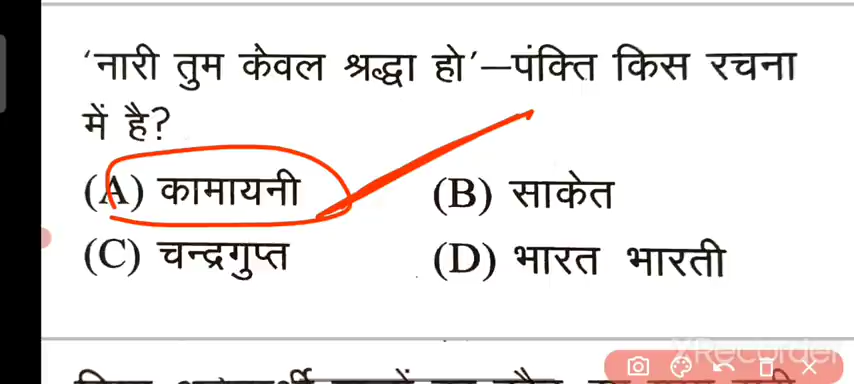 ‘नारी तुम केवल श्रद्धा हो’—पंक्ति किस रचना
में है?
(A) कामायनी (B) साकेत
(C) चन्द्रगुप्त (D) भारत भारती
XRecorder